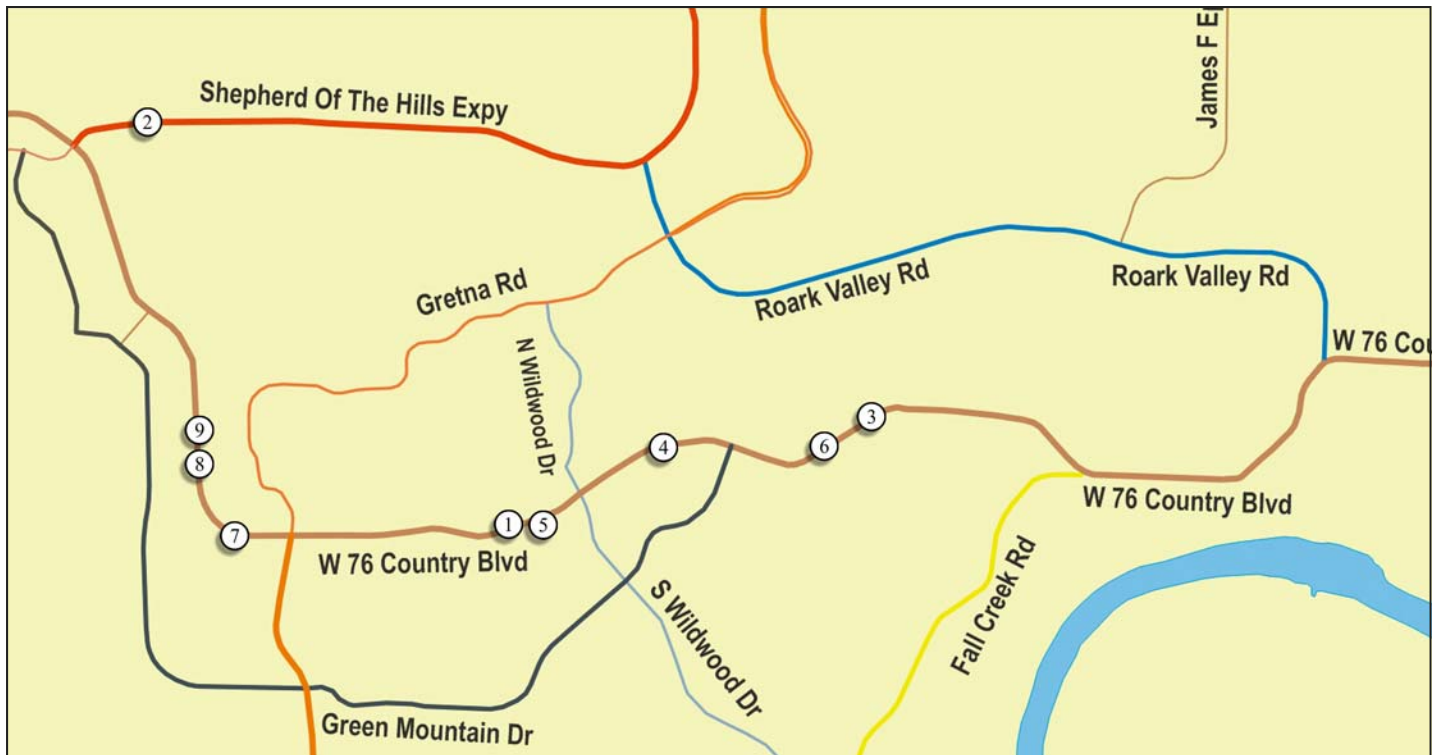 James F
Shepherd Of The Hills Expy
2
Gretna Rd
Roark Valley Rd
Roark Valley Rd
W 76
N Wildwood Dr
9
8
7
4
6
3
1
5
W 76 Country Blvd
W 76 Country Blvd
S Wildwood Dr
Fall Creek Rd
Green Mountain Dr